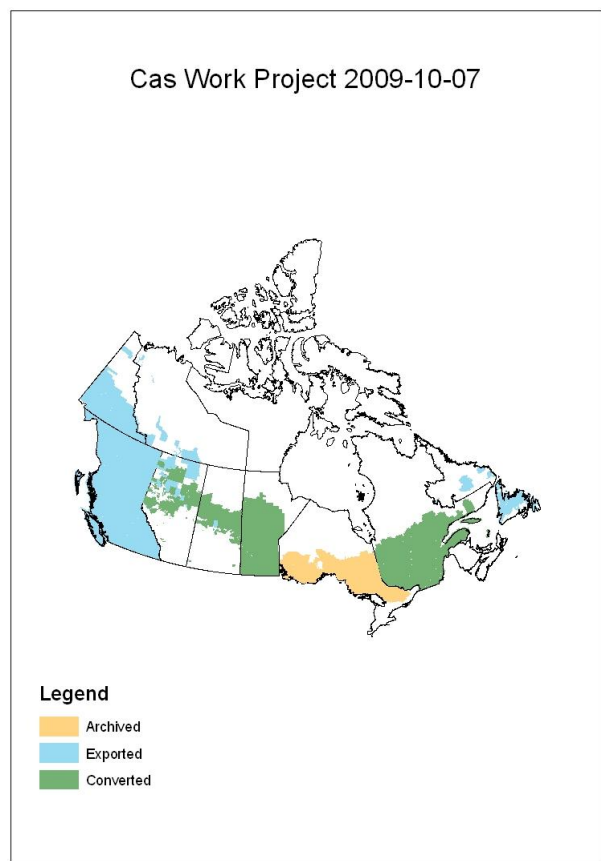 Cas Work Project 2009-10-07
Legend
Archived
Exported
Converted